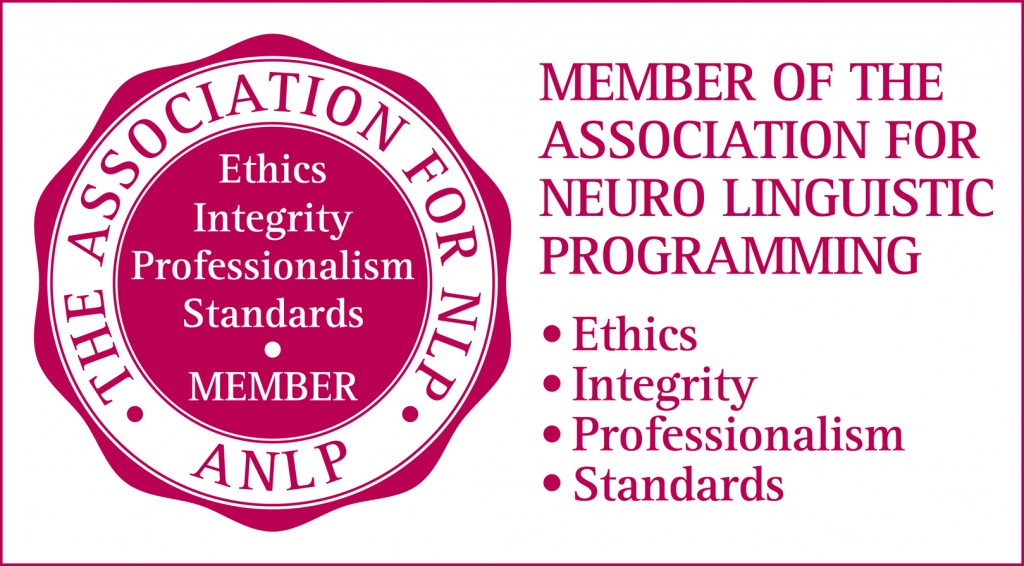 THE ASSOCIATION FOR NLP
Ethics
Integrity
Professionalism
Standards
•
MEMBER
• ANLP •
MEMBER OF THE
ASSOCIATION FOR
NEURO LINGUISTIC
PROGRAMMING
• Ethics
• Integrity
• Professionalism
• Standards